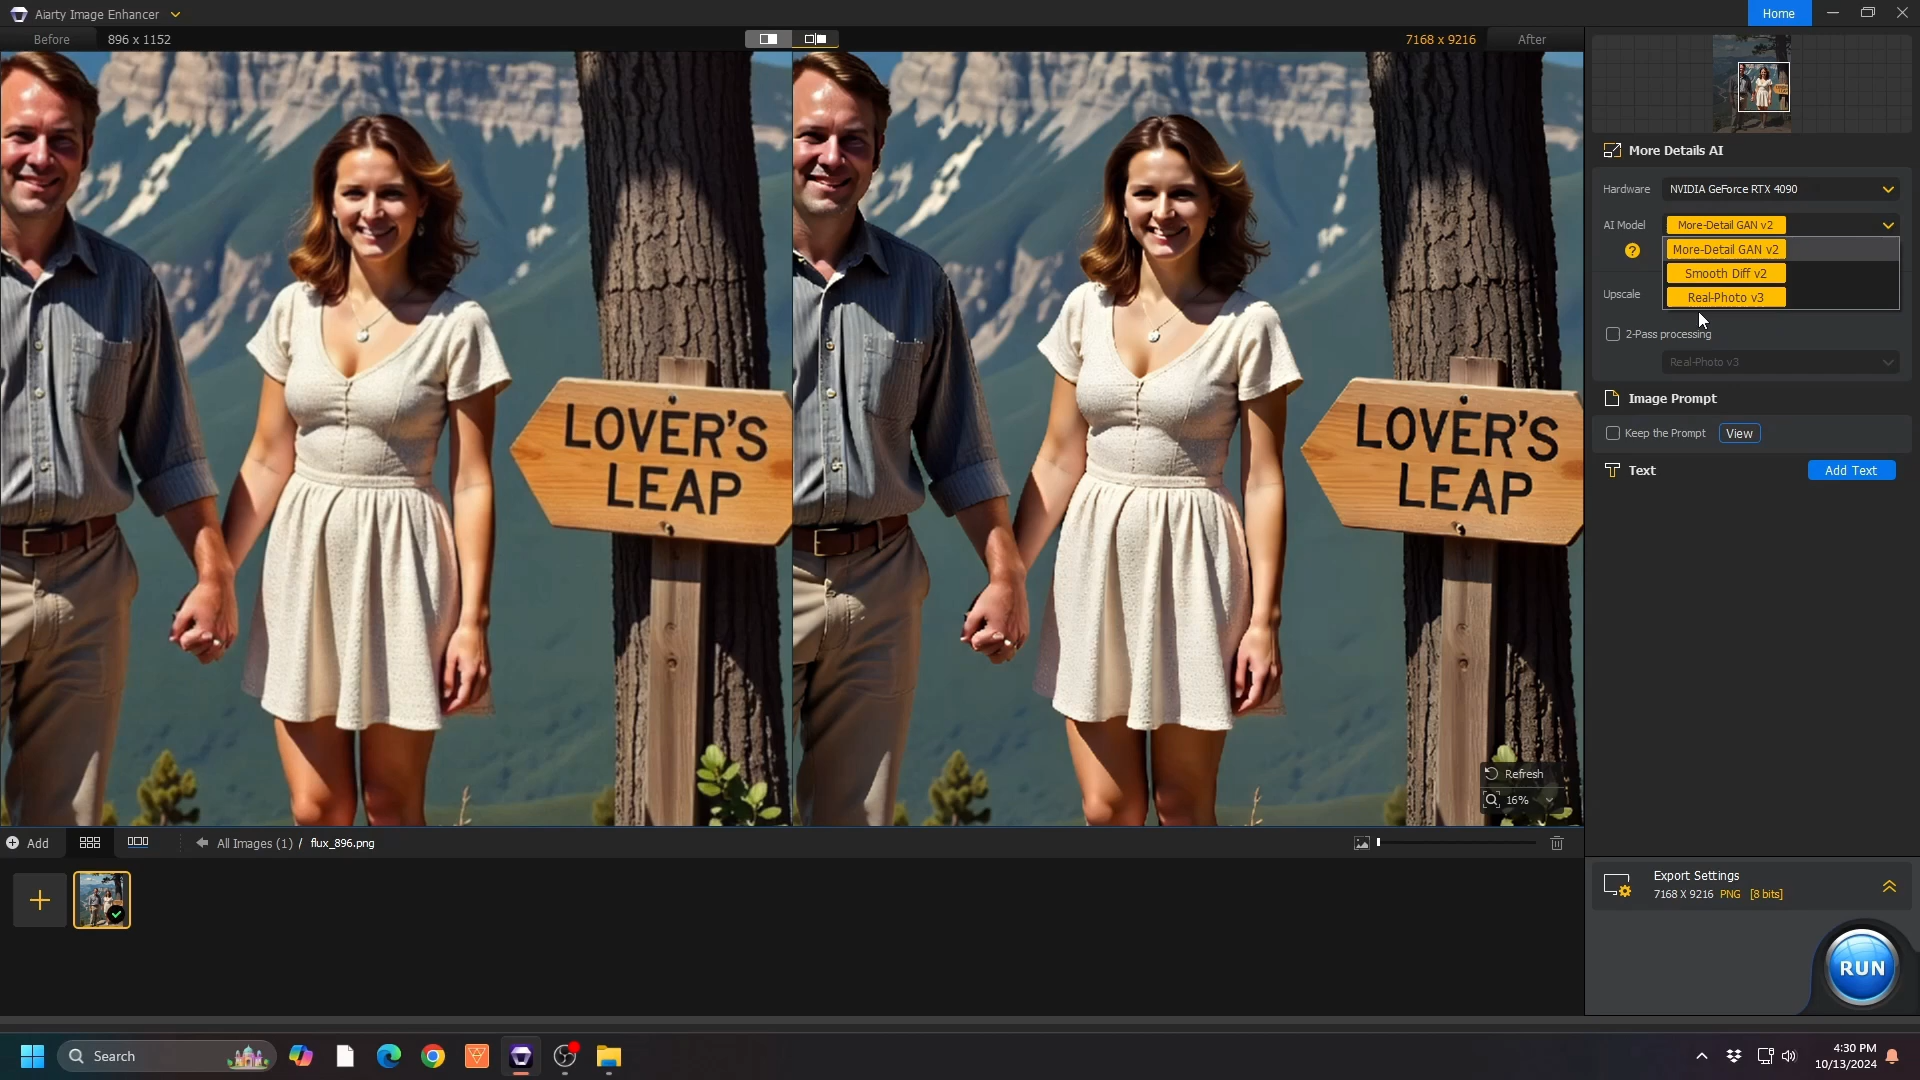 Aiarty Image Enhancer
Home
Before
896 x 1152
7168 x 9216
After
LOVER'S
LEAP
LOVER'S
LEAP
Refresh
16%
More Details AI
Hardware
NVIDIA GeForce RTX 4090
AI Model
More-Detail GAN v2
More-Detail GAN v2
Smooth Diff v2
Real-Photo v3
Upscale
2-Pass processing
Real-Photo v3
Image Prompt
Keep the Prompt
View
Text
Add Text
Add
All Images (1) / flux_896.png
Export Settings
7168 X 9216 PNG [8 bits]
RUN
Search
4:30 PM
10/13/2024